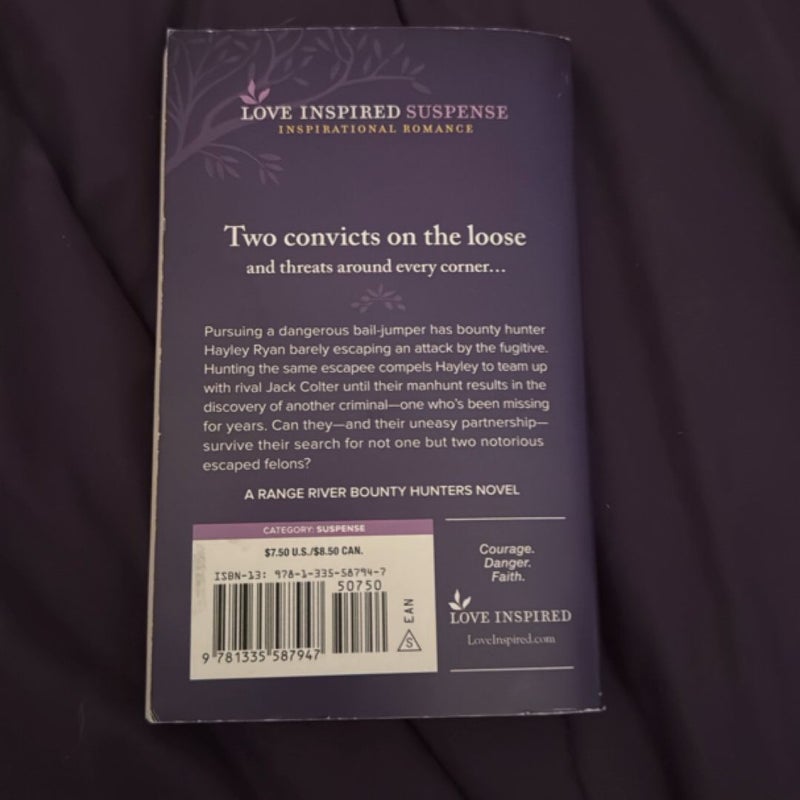 LOVE INSPIRED SUSPENSE
INSPIRATIONAL ROMANCE
Two convicts on the loose
and threats around every corner...
Pursuing a dangerous bail-jumper has bounty hunter
Hayley Ryan barely escaping an attack by the fugitive.
Hunting the same escapee compels Hayley to team up
with rival Jack Colter until their manhunt results in the
discovery of another criminal—one who's been missing
for years. Can they—and their uneasy partnership—
survive their search for not one but two notorious
escaped felons?
A RANGE RIVER BOUNTY HUNTERS NOVEL
CATEGORY: SUSPENSE
$7.50 U.S./$8.50 CAN.
ISBN-13: 978-1-335-58794-7
50750
EAN
S
9 781335 587947
Courage.
Danger.
Faith.
LOVE INSPIRED
LoveInspired.com